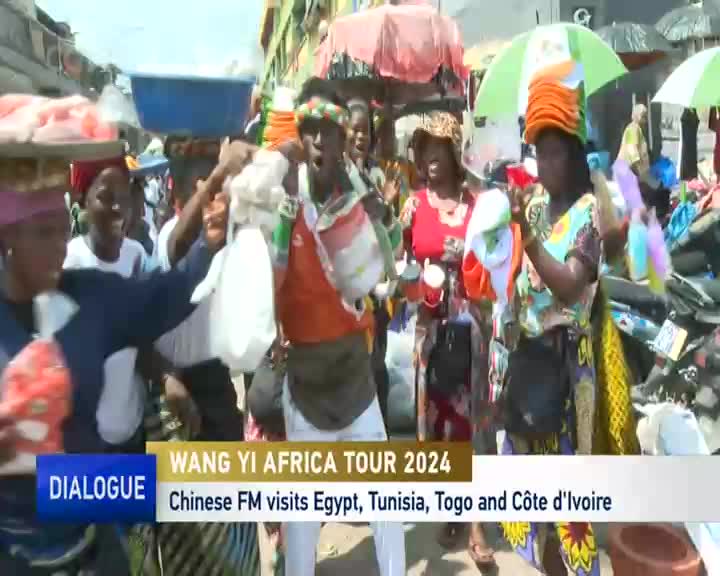 WANG YI AFRICA TOUR 2024
DIALOGUE
Chinese FM visits Egypt, Tunisia, Togo and Côte d'Ivoire